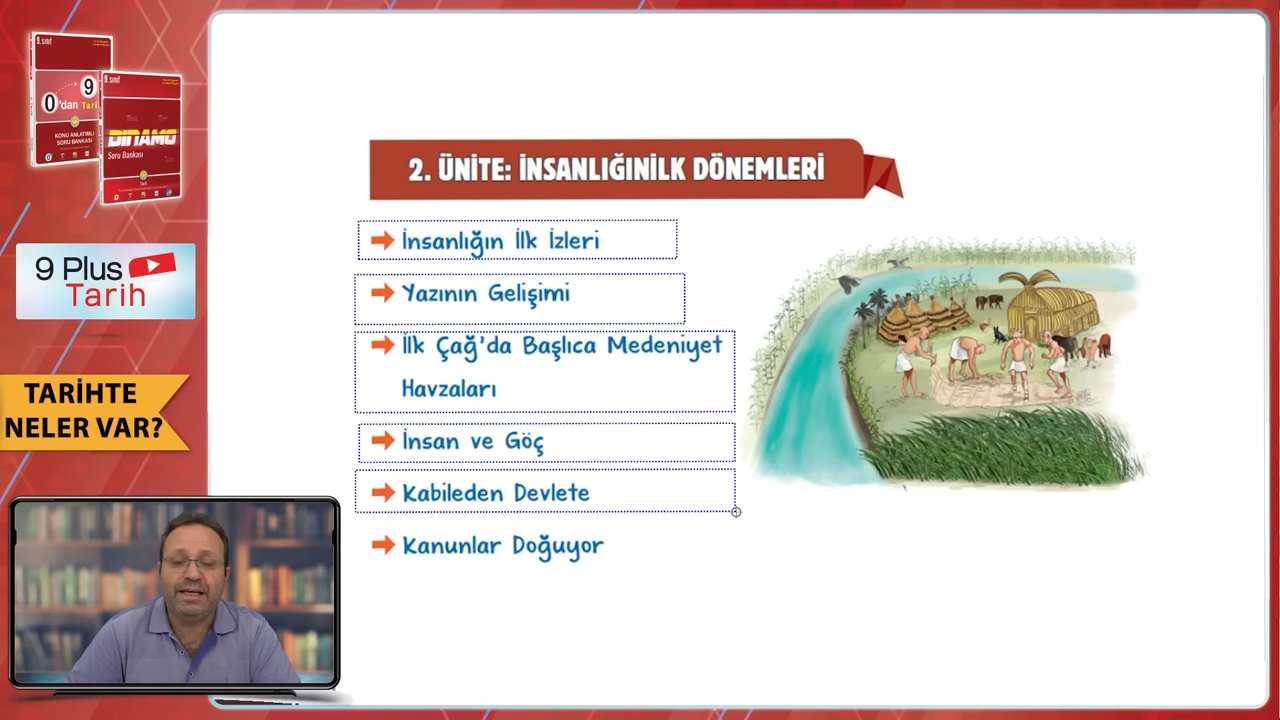 9. sınıf
0'dan 9
Tari
KONU ANLATIMLI
SORU BANKASI
9. sınıf
DİNAMO
Soru Bankası
Tarih
9 Plus
Tarih
TARİHTE
NELER VAR?
2. ÜNİTE: İNSANLIĞINİLK DÖNEMLERİ
İnsanlığın İlk İzleri
Yazının Gelişimi
İlk Çağ'da Başlıca Medeniyet
Havzaları
İnsan ve Göç
Kabileden Devlete
Kanunlar Doğuyor